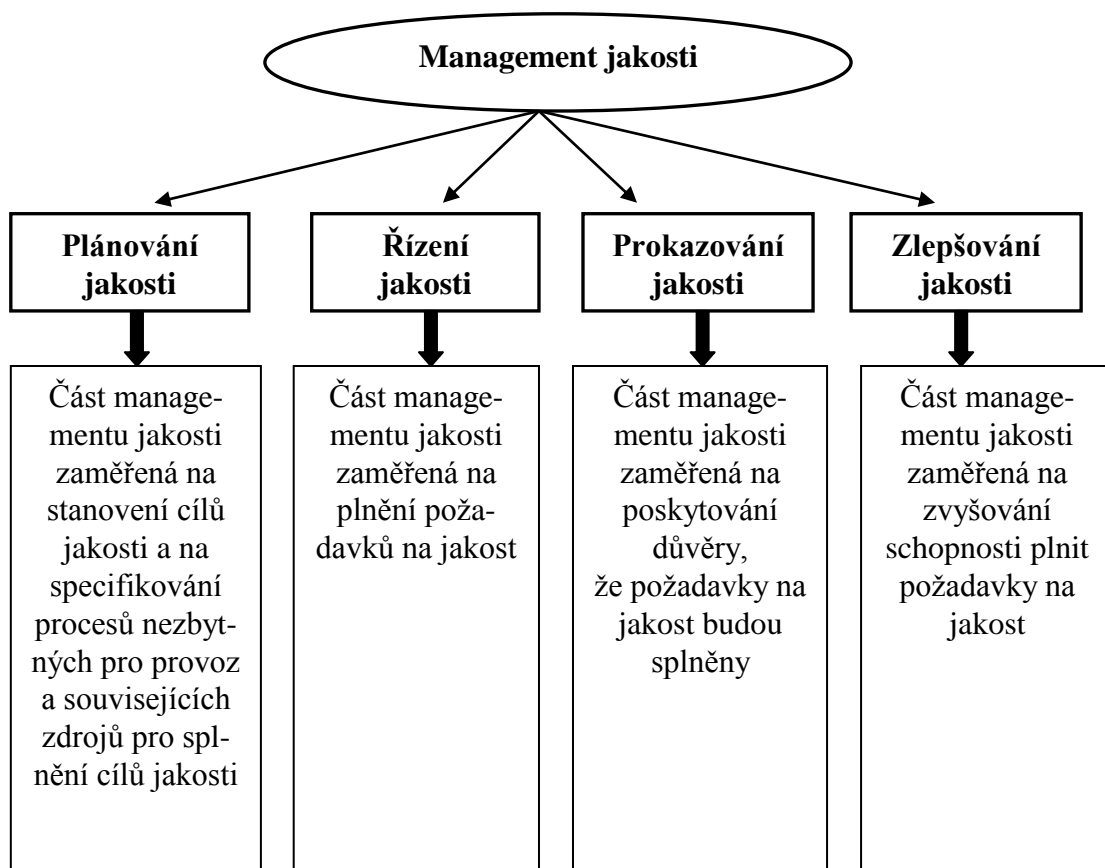 Management jakosti
Plánování
jakosti
Řízení
jakosti
Prokazování
jakosti
Zlepšování
jakosti
Část manage-
mentu jakosti
zaměřená na
stanovení cílů
jakosti a na
specifikování
procesů nezbyt-
ných pro provoz
a souvisejících
zdrojů pro spl-
nění cílů jakosti
Část manage-
mentu jakosti
zaměřená na
plnění poža-
davků na jakost
Část manage-
mentu jakosti
zaměřená na
poskytování
důvěry,
že požadavky na
jakost budou
splněny
Část manage-
mentu jakosti
zaměřená na
zvyšování
schopnosti plnit
požadavky na
jakost